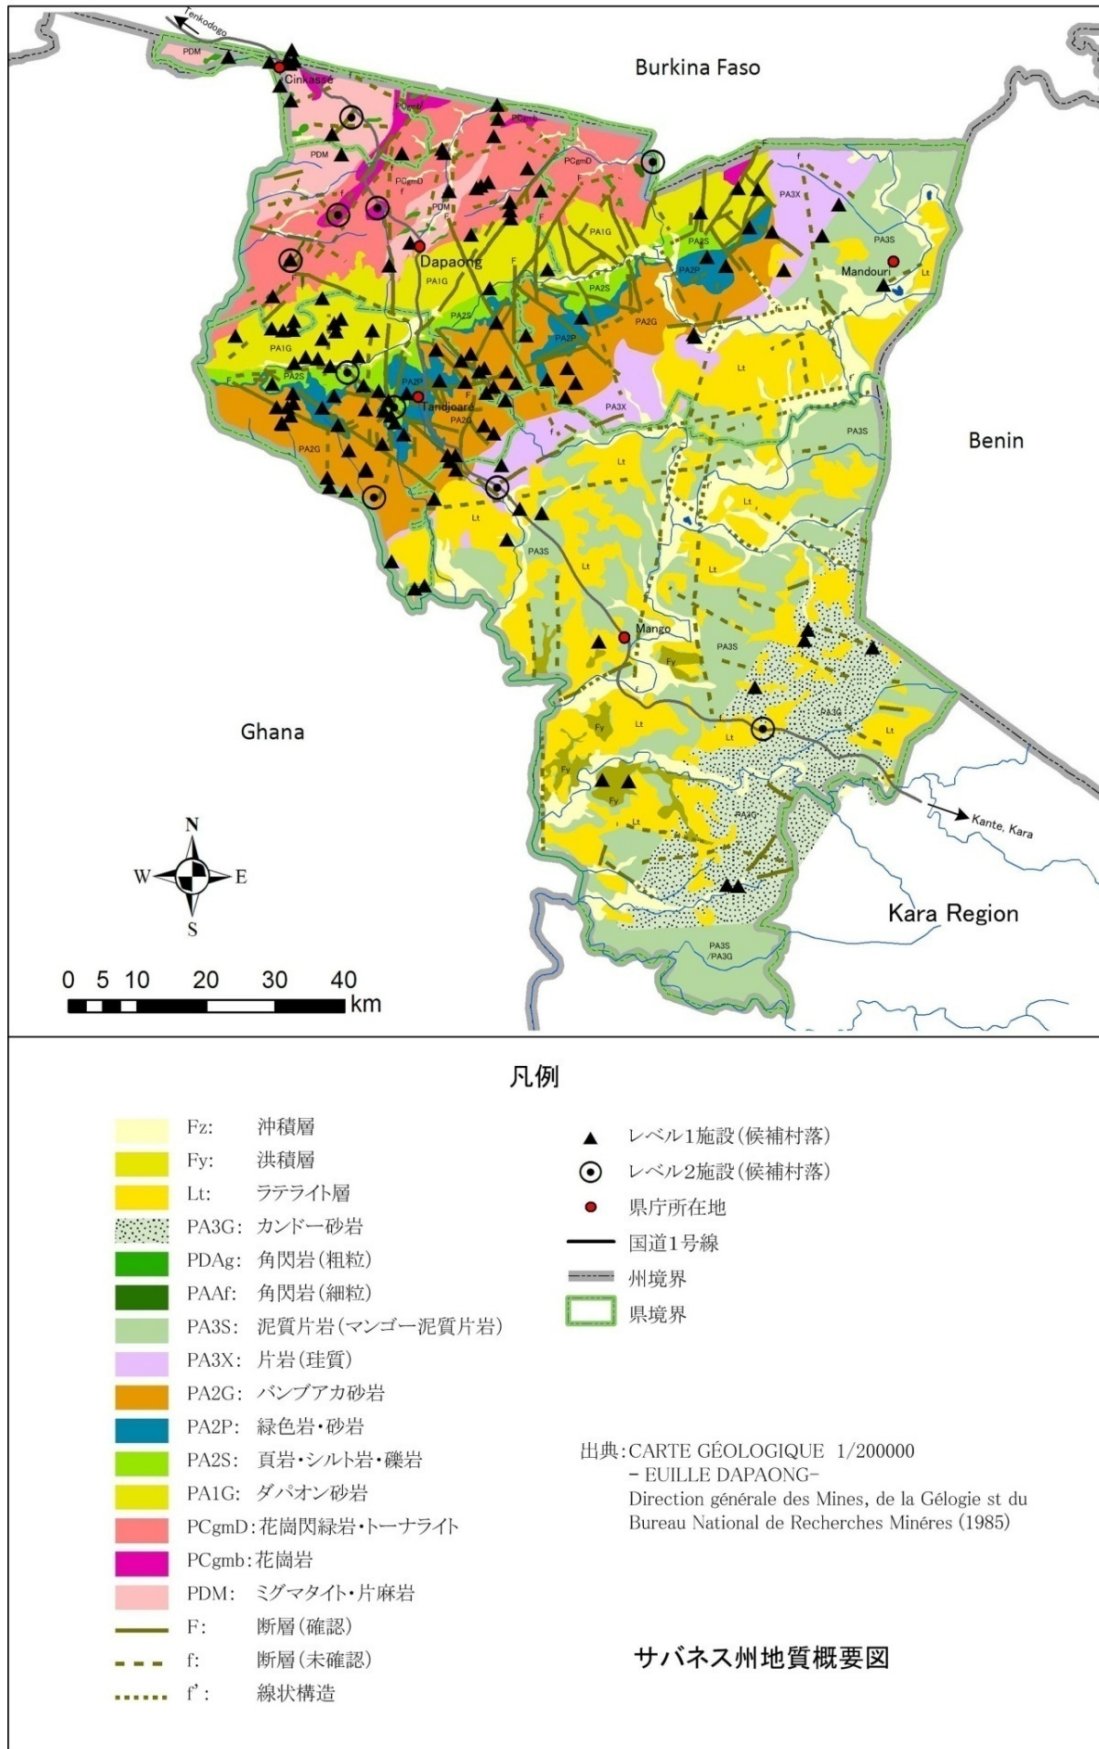 Tenkodogo
Burkina Faso
PDM
Cinkassé
PCgmb
PCgmb
PDM
PCgmD
PCgmD
PDM
PA3X
PA3S
Mandouri
Lt
Dapaong
PA1G
PA1G
PA2S
PA2P
PA2S
PA2S
PA2G
PA2P
PA1G
PA2S
PA2P
Tandjoaré
PA2G
PA2G
PA3X
Lt
PA3S
Benin
Lt
Lt
Lt
PA3S
Lt
Lt
Mango
PA3S
Fy
PA3G
Ghana
Fy
Lt
Lt
Lt
Fy
Fy
Lt
PA3G
Kante, Kara
Kara Region
PA3S
/PA3G
N
W
E
S
0 5 10 20 30 40
km
凡例
Fz: 沖積層
Fy: 洪積層
Lt: ラテライト層
PA3G: カンドー砂岩
PDAg: 角閃岩(粗粒)
PAAf: 角閃岩(細粒)
PA3S: 泥質片岩(マンゴー泥質片岩)
PA3X: 片岩(珪質)
PA2G: バンブアカ砂岩
PA2P: 緑色岩・砂岩
PA2S: 頁岩・シルト岩・礫岩
PA1G: ダパオン砂岩
PCgmD: 花崗閃緑岩・トーナライト
PCgmb: 花崗岩
PDM: ミグマタイト・片麻岩
F: 断層(確認)
f: 断層(未確認)
f': 線状構造
レベル1施設(候補村落)
レベル2施設(候補村落)
県庁所在地
国道1号線
州境界
県境界
出典: CARTE GÉOLOGIQUE 1/200000
- EUILLE DAPAONG-
Direction générale des Mines, de la Gélogie st du
Bureau National de Recherches Minéres (1985)
サバネス州地質概要図